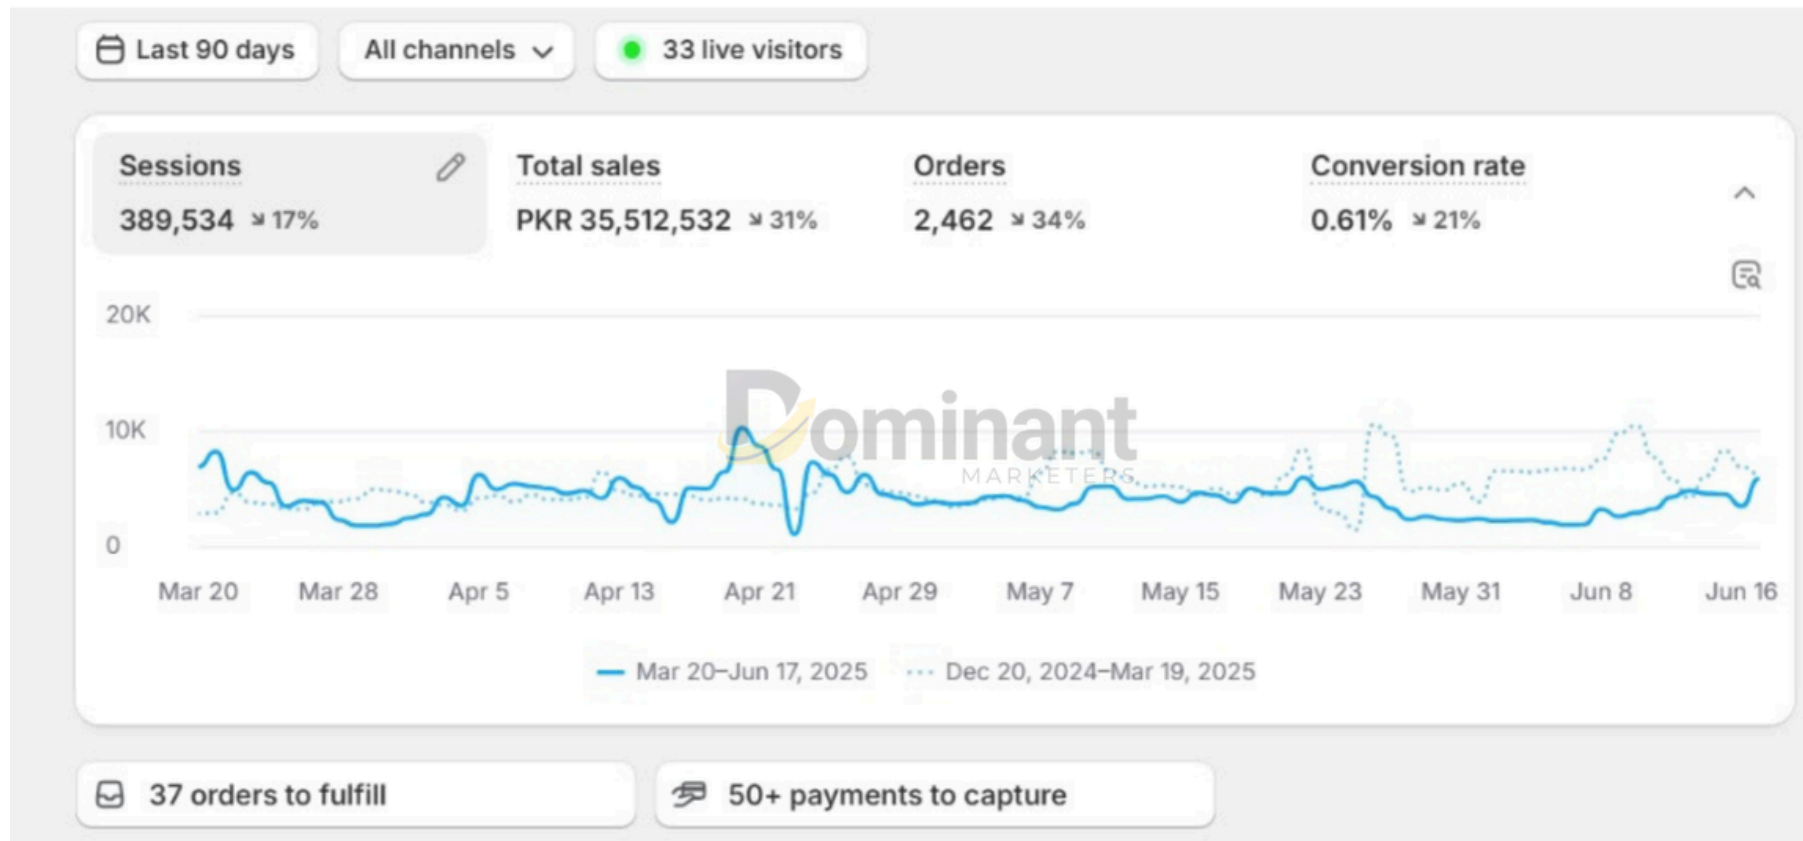 Last 90 days All channels 33 live visitors
Sessions Total sales Orders Conversion rate
389,534 ↘ 17% PKR 35,512,532 ↘ 31% 2,462 ↘ 34% 0.61% ↘ 21%
20K
10K
0
Dominant
MARKETERS
Mar 20 Mar 28 Apr 5 Apr 13 Apr 21 Apr 29 May 7 May 15 May 23 May 31 Jun 8 Jun 16
Mar 20–Jun 17, 2025 Dec 20, 2024–Mar 19, 2025
37 orders to fulfill 50+ payments to capture